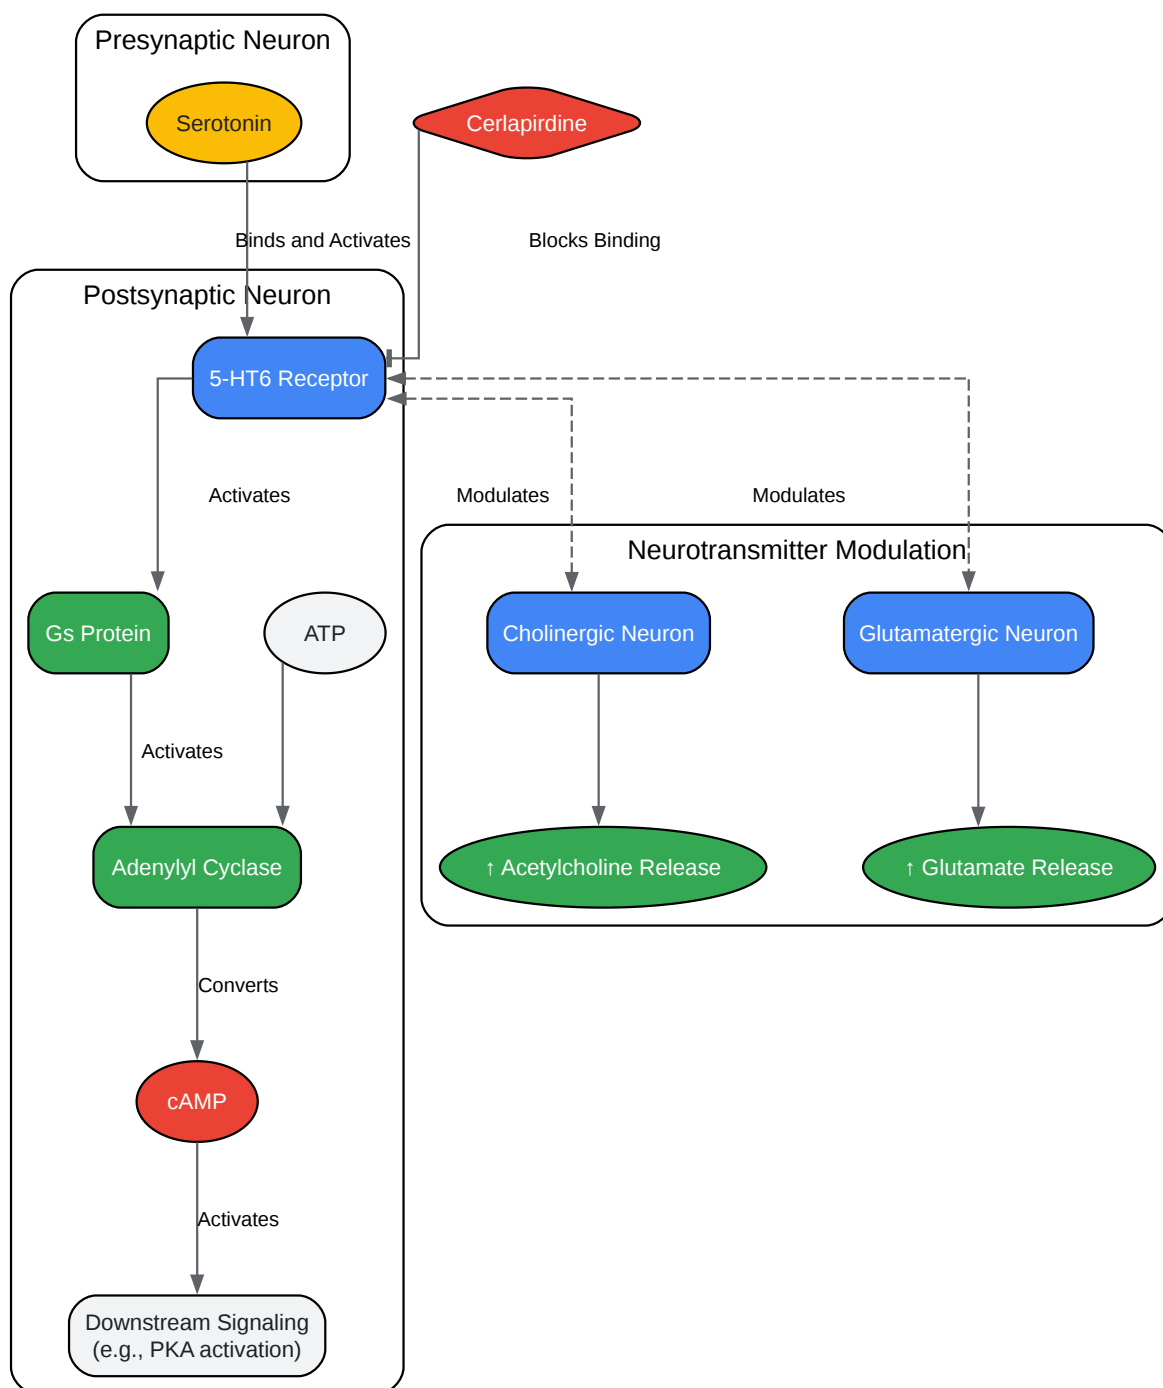 Presynaptic Neuron
Serotonin
Cerlapirdine
Binds and Activates
Blocks Binding
Postsynaptic Neuron
5-HT6 Receptor
Activates
Modulates
Modulates
Neurotransmitter Modulation
Gs Protein
ATP
Cholinergic Neuron
Glutamatergic Neuron
Activates
Adenylyl Cyclase
↑ Acetylcholine Release
↑ Glutamate Release
Converts
cAMP
Activates
Downstream Signaling
(e.g., PKA activation)